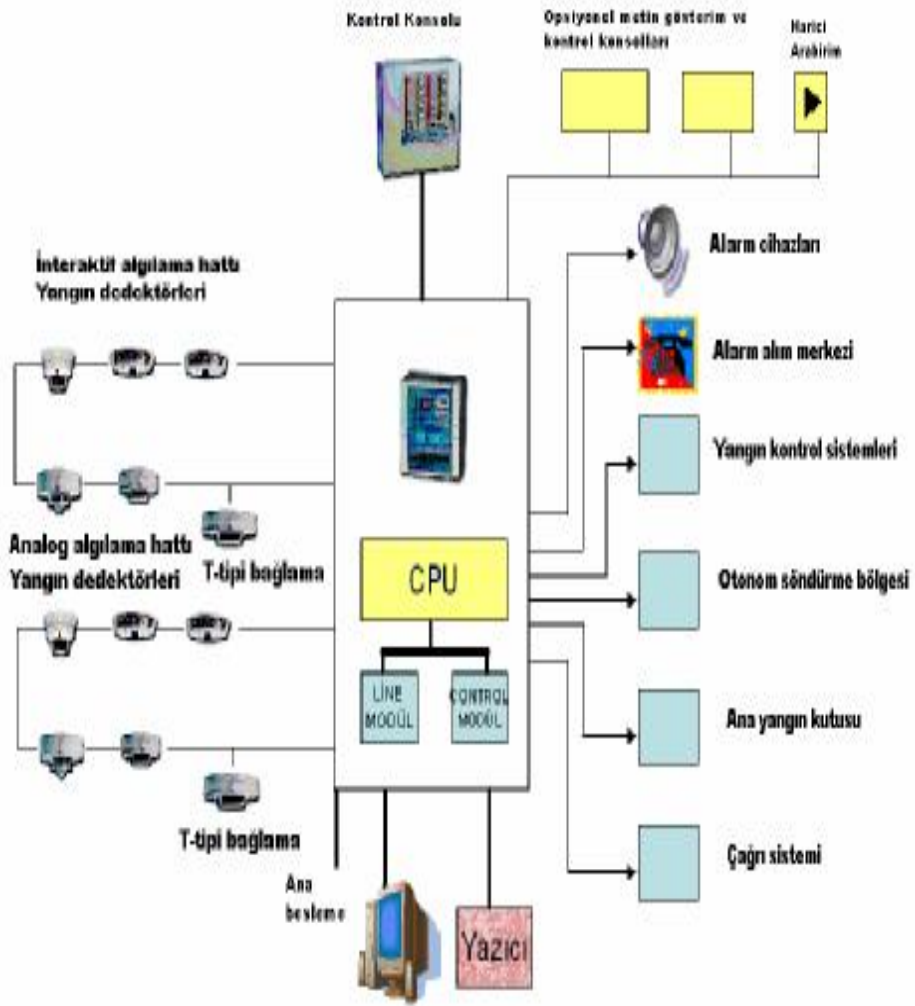 Kontrol Konsolu
Opsiyonel metin gösterim ve
kontrol konsolları
Harici
Arabirim
İnteraktif algılama hattı
Yangın dedektörleri
Alarm cihazları
Alarm alım merkezi
Yangın kontrol sistemleri
Analog algılama hattı
Yangın dedektörleri
T-tipi bağlama
CPU
Otonom söndürme bölgesi
LİNE
MODÜL
CONTROL
MODÜL
Ana yangın kutusu
T-tipi bağlama
Çağrı sistemi
Ana
besleme
Yazıcı